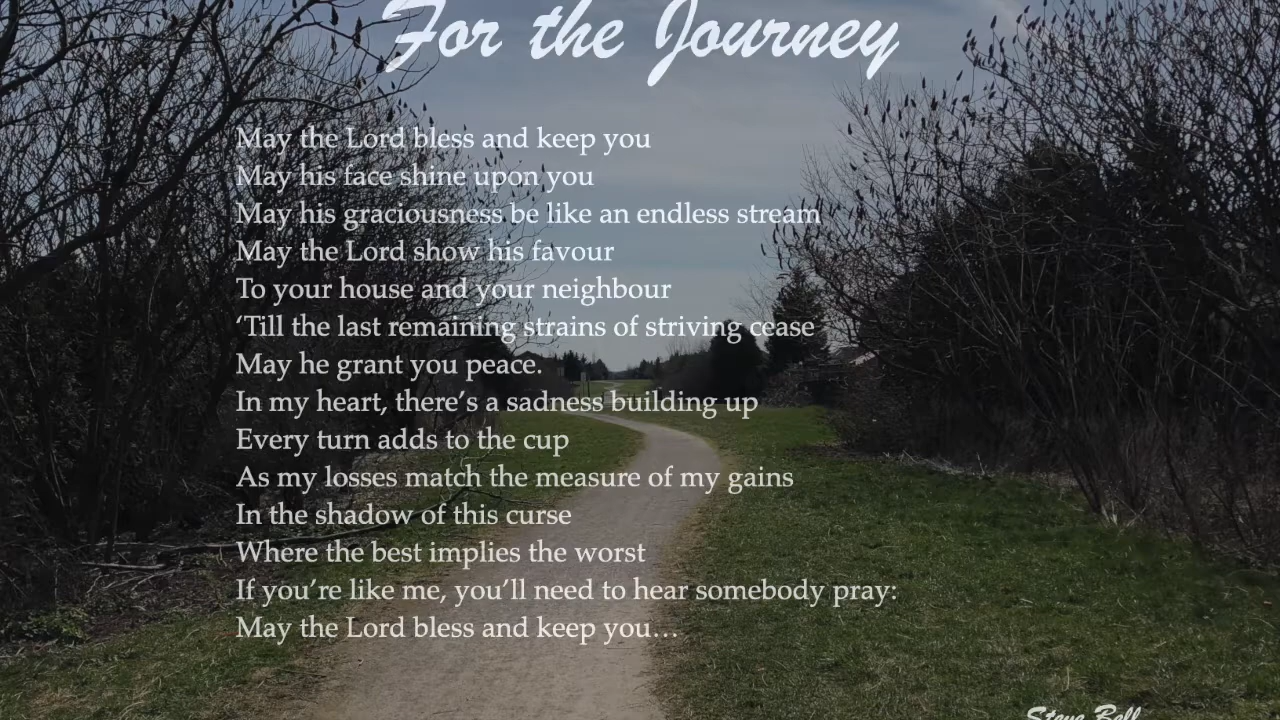 For the Journey
May the Lord bless and keep you
May his face shine upon you
May his graciousness be like an endless stream
May the Lord show his favour
To your house and your neighbour
‘Till the last remaining strains of striving cease
May he grant you peace.
In my heart, there’s a sadness building up
Every turn adds to the cup
As my losses match the measure of my gains
In the shadow of this curse
Where the best implies the worst
If you’re like me, you’ll need to hear somebody pray:
May the Lord bless and keep you…
Steve Bell